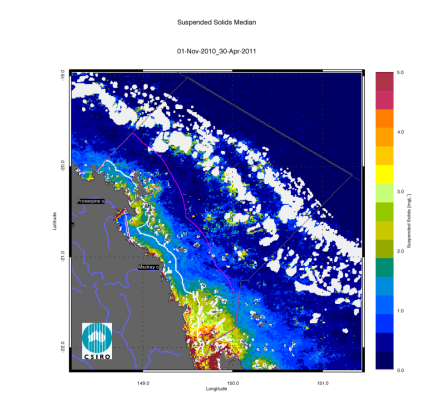 Suspended Solids Median
01-Nov-2010_30-Apr-2011
-19.0
-20.0
-21.0
-22.0
Latitude
149.0
150.0
151.0
Longitude
Proserpine
Mackay
CSIRO
5.0
4.0
3.0
2.0
1.0
0.0
Suspended Solids [mgL⁻¹]